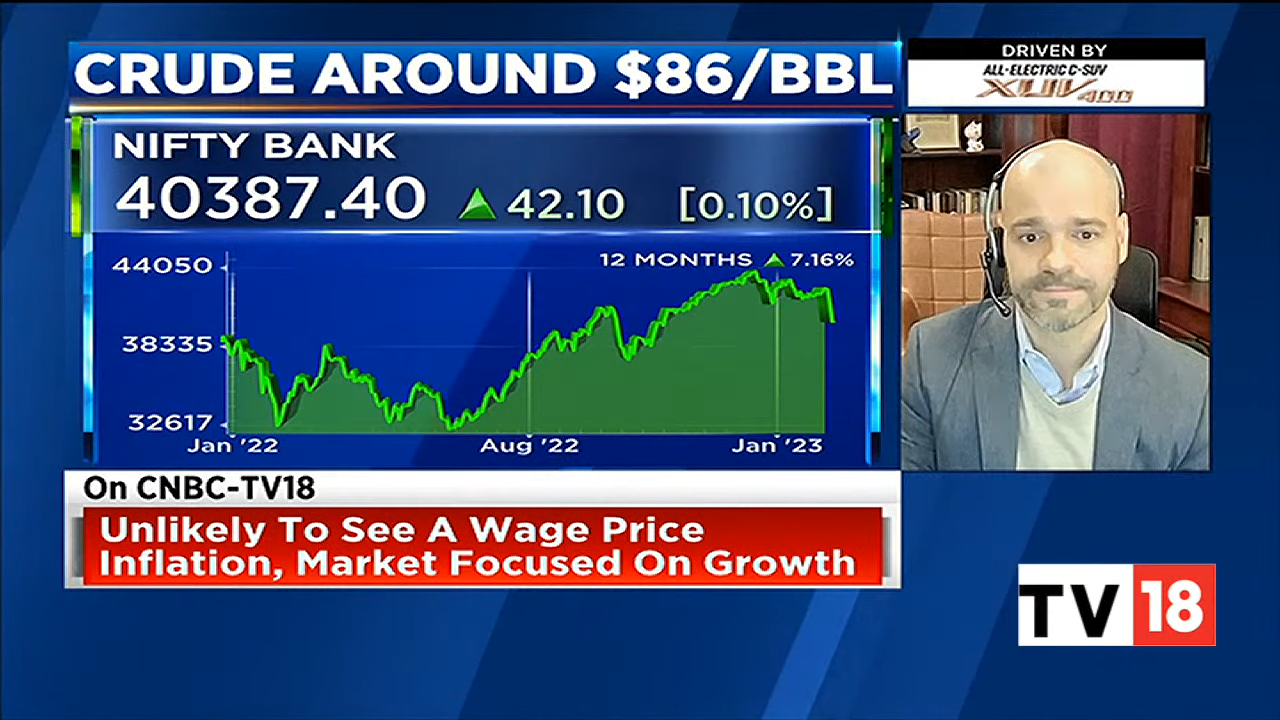 CRUDE AROUND $86/BBL
DRIVEN BY
ALL-ELECTRIC C-SUV
XUV400
NIFTY BANK
40387.40 ▲ 42.10 [0.10%]
12 MONTHS ▲ 7.16%
44050
38335
32617
Jan '22 Aug '22 Jan '23
On CNBC-TV18
Unlikely To See A Wage Price
Inflation, Market Focused On Growth
TV18